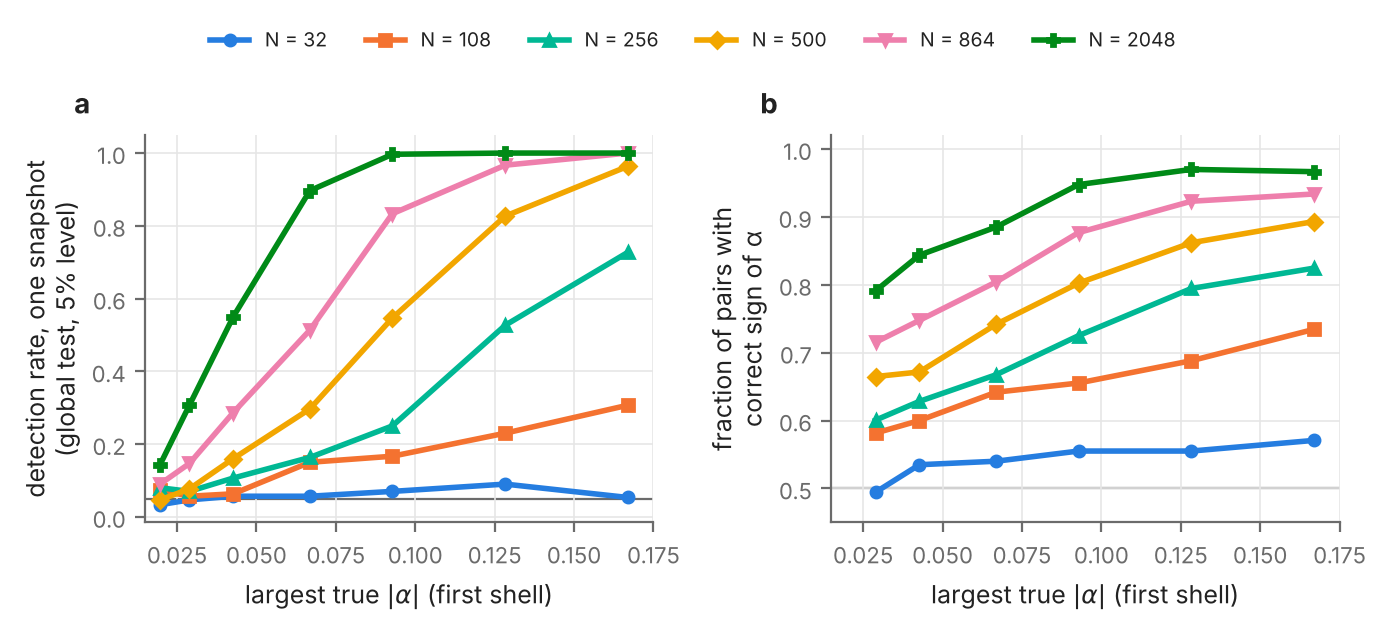 N = 32
N = 108
N = 256
N = 500
N = 864
N = 2048
a
detection rate, one snapshot
(global test, 5% level)
1.0
0.8
0.6
0.4
0.2
0.0
0.025
0.050
0.075
0.100
0.125
0.150
0.175
largest true |α| (first shell)
b
fraction of pairs with
correct sign of α
1.0
0.9
0.8
0.7
0.6
0.5
0.025
0.050
0.075
0.100
0.125
0.150
0.175
largest true |α| (first shell)